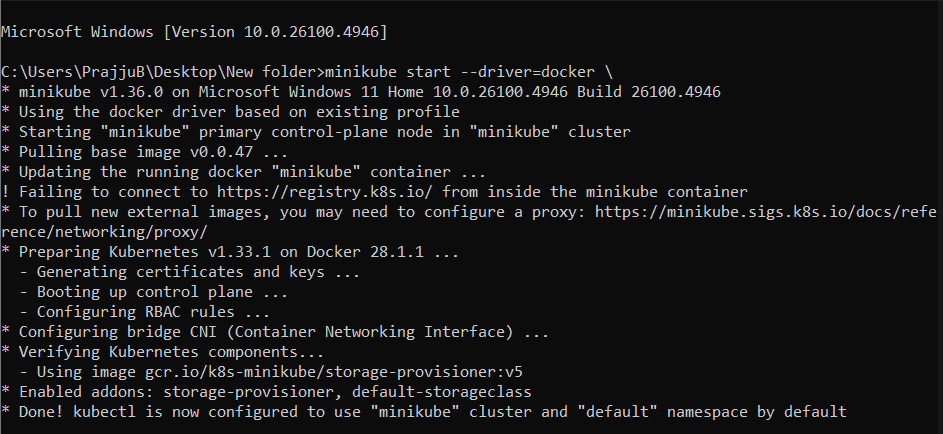 Microsoft Windows [Version 10.0.26100.4946]
C:\Users\PrajjuB\Desktop\New folder>minikube start --driver=docker \
* minikube v1.36.0 on Microsoft Windows 11 Home 10.0.26100.4946 Build 26100.4946
* Using the docker driver based on existing profile
* Starting "minikube" primary control-plane node in "minikube" cluster
* Pulling base image v0.0.47 ...
* Updating the running docker "minikube" container ...
! Failing to connect to https://registry.k8s.io/ from inside the minikube container
* To pull new external images, you may need to configure a proxy: https://minikube.sigs.k8s.io/docs/refe
rence/networking/proxy/
* Preparing Kubernetes v1.33.1 on Docker 28.1.1 ...
  - Generating certificates and keys ...
  - Booting up control plane ...
  - Configuring RBAC rules ...
* Configuring bridge CNI (Container Networking Interface) ...
* Verifying Kubernetes components...
  - Using image gcr.io/k8s-minikube/storage-provisioner:v5
* Enabled addons: storage-provisioner, default-storageclass
* Done! kubectl is now configured to use "minikube" cluster and "default" namespace by default